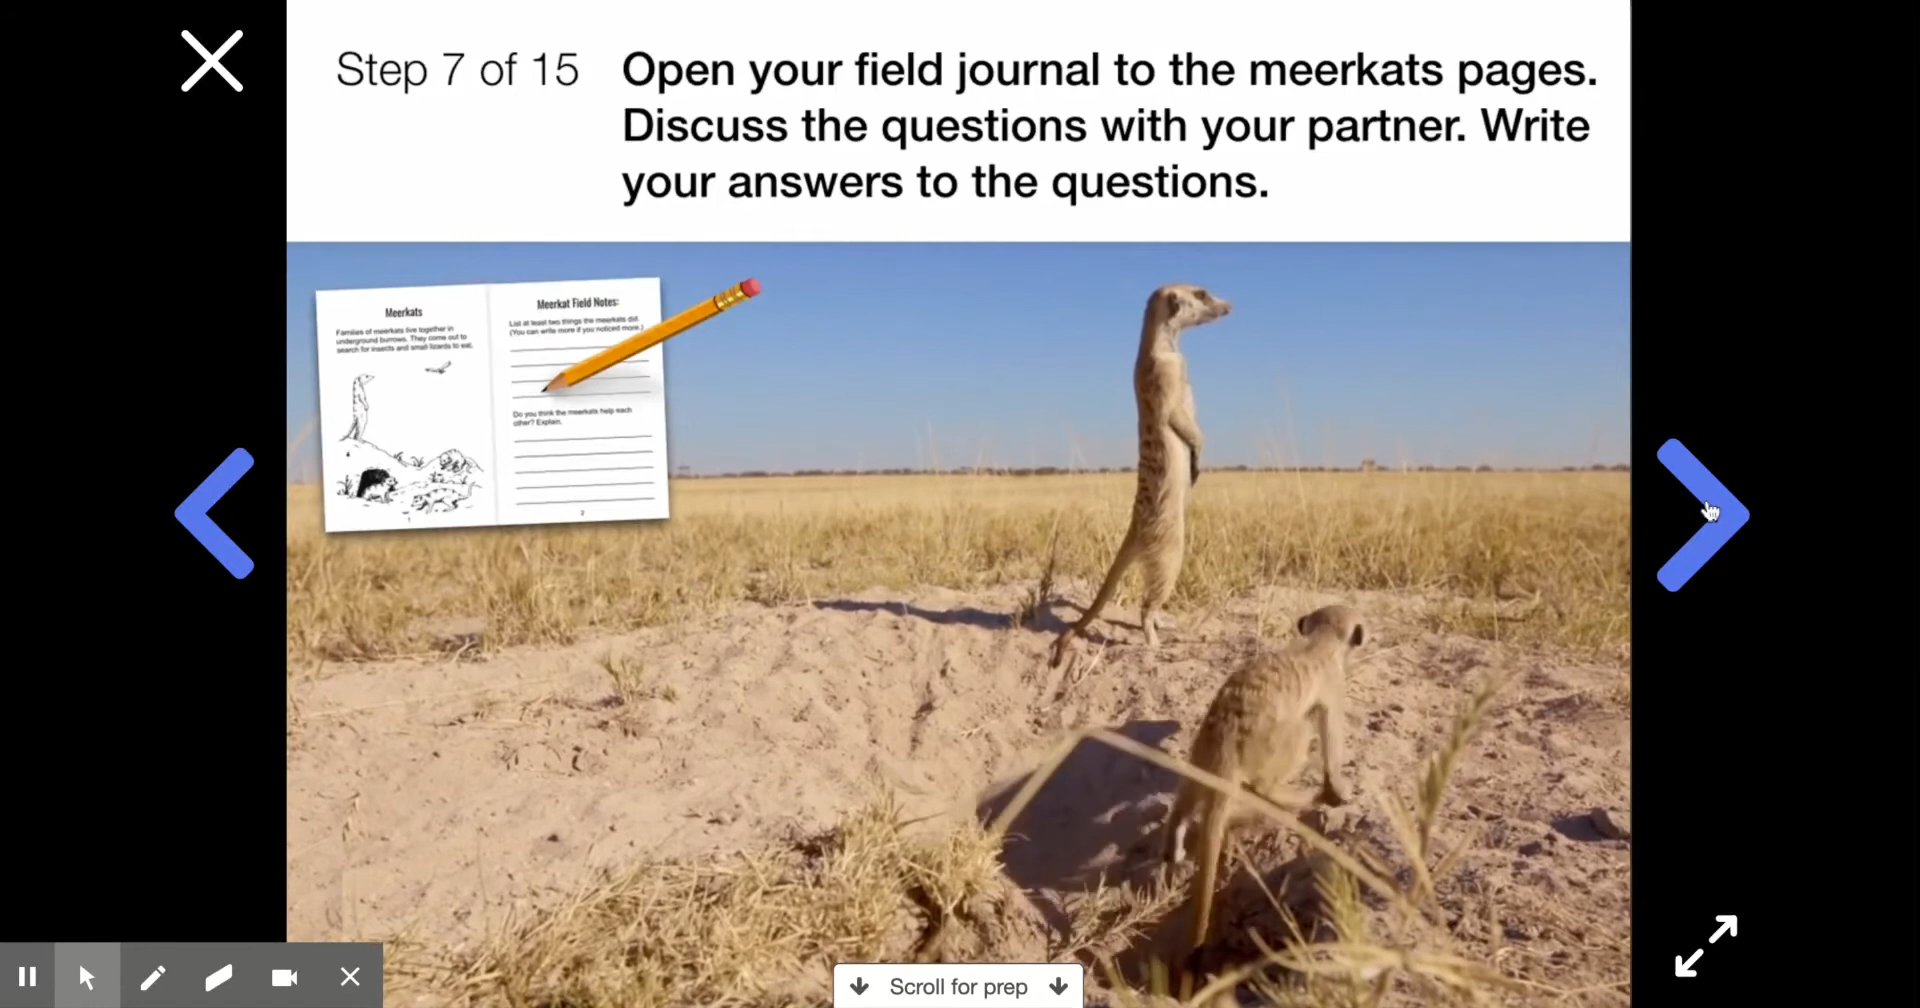 Step 7 of 15
Open your field journal to the meerkats pages.
Discuss the questions with your partner. Write
your answers to the questions.
Meerkats
Families of meerkats live together in
underground burrows. They come out to
search for insects and small lizards to eat.
1
Meerkat Field Notes:
List at least two things the meerkats did.
(You can write more if you noticed more.)
Do you think the meerkats help each
other? Explain.
2
Scroll for prep